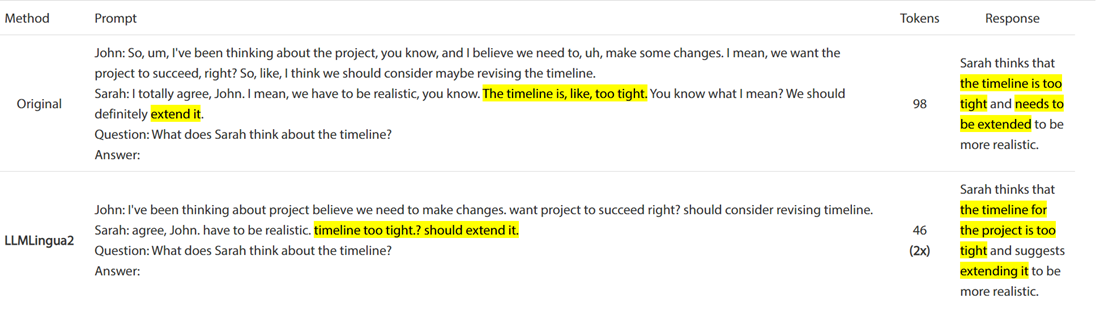 Method Prompt Tokens Response
John: So, um, I've been thinking about the project, you know, and I believe we need to, uh, make some changes. I mean, we want the
project to succeed, right? So, like, I think we should consider maybe revising the timeline.
Sarah: I totally agree, John. I mean, we have to be realistic, you know. The timeline is, like, too tight. You know what I mean? We should
definitely extend it.
Question: What does Sarah think about the timeline?
Answer:
Original
98
Sarah thinks that
the timeline is too
tight and needs to
be extended to be
more realistic.
John: I've been thinking about project believe we need to make changes. want project to succeed right? should consider revising timeline.
Sarah: agree, John. have to be realistic. timeline too tight.? should extend it.
Question: What does Sarah think about the timeline?
Answer:
LLMLingua2
46
(2x)
Sarah thinks that
the timeline for
the project is too
tight and suggests
extending it to be
more realistic.